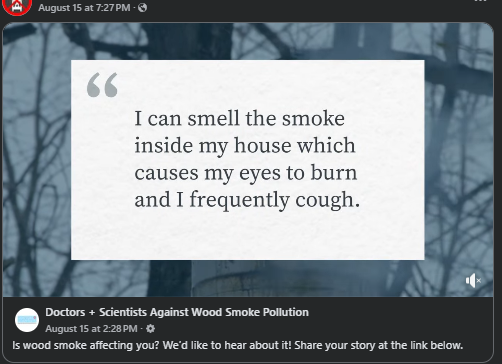 August 15 at 7:27 PM ·
“
I can smell the smoke
inside my house which
causes my eyes to burn
and I frequently cough.
Doctors + Scientists Against Wood Smoke Pollution
August 15 at 2:28 PM ·
Is wood smoke affecting you? We'd like to hear about it! Share your story at the link below.